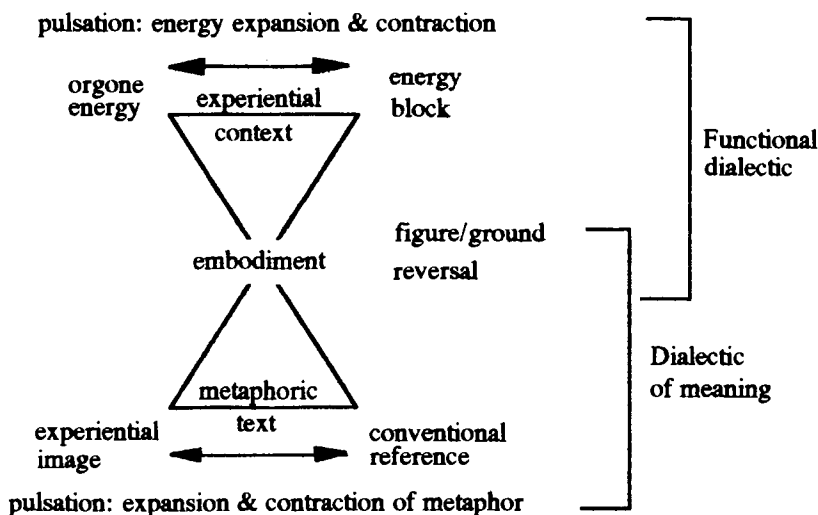 pulsation: energy expansion & contraction
orgone
energy
experiential
context
energy
block
Functional
dialectic
figure/ground
reversal
embodiment
Dialectic
of meaning
metaphoric
text
experiential
image
conventional
reference
pulsation: expansion & contraction of metaphor